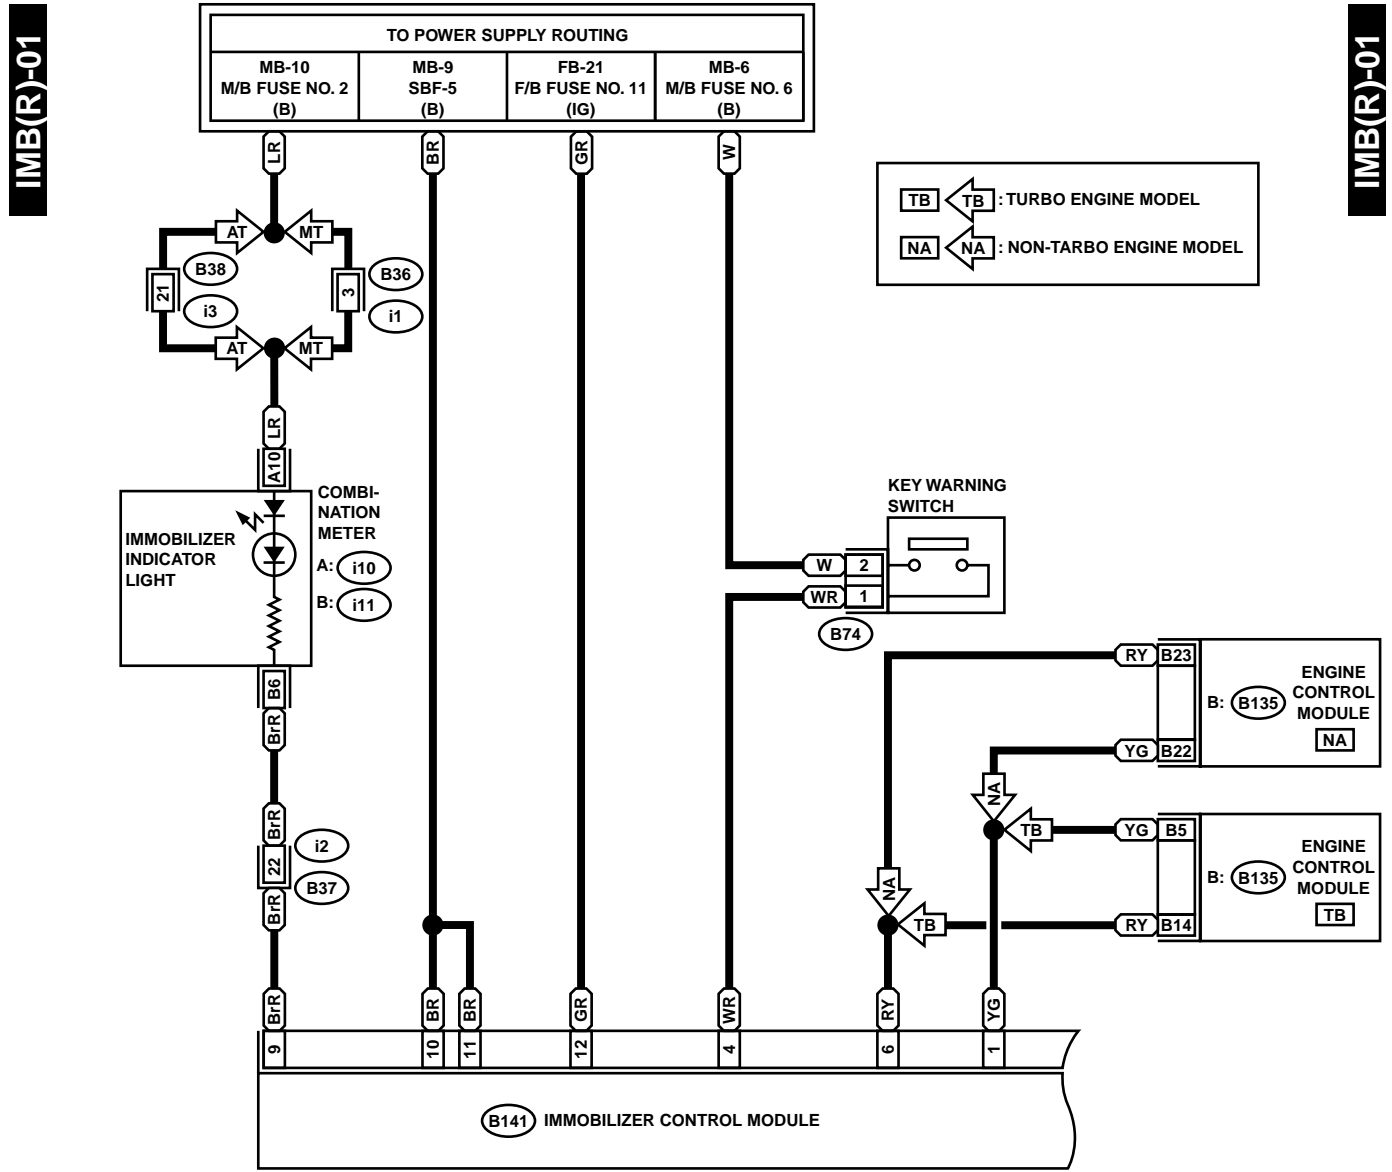 IMB(R)-01
IMB(R)-01
TO POWER SUPPLY ROUTING
MB-10
M/B FUSE NO. 2
(B)
MB-9
SBF-5
(B)
FB-21
F/B FUSE NO. 11
(IG)
MB-6
M/B FUSE NO. 6
(B)
LR
BR
GR
W
TB
TB
: TURBO ENGINE MODEL
NA
NA
: NON-TARBO ENGINE MODEL
AT
MT
21
B38
i3
3
B36
i1
AT
MT
LR
A10
IMMOBILIZER
INDICATOR
LIGHT
COMBI-
NATION
METER
A: i10
B: i11
KEY WARNING
SWITCH
W
2
WR
1
B74
B6
BrR
BrR
22
i2
B37
BrR
RY
B23
YG
B22
B: B135
ENGINE
CONTROL
MODULE
NA
NA
TB
YG
B5
B: B135
ENGINE
CONTROL
MODULE
TB
NA
TB
RY
B14
BrR
BR
BR
GR
WR
RY
YG
9
10
11
12
4
6
1
B141
IMMOBILIZER CONTROL MODULE